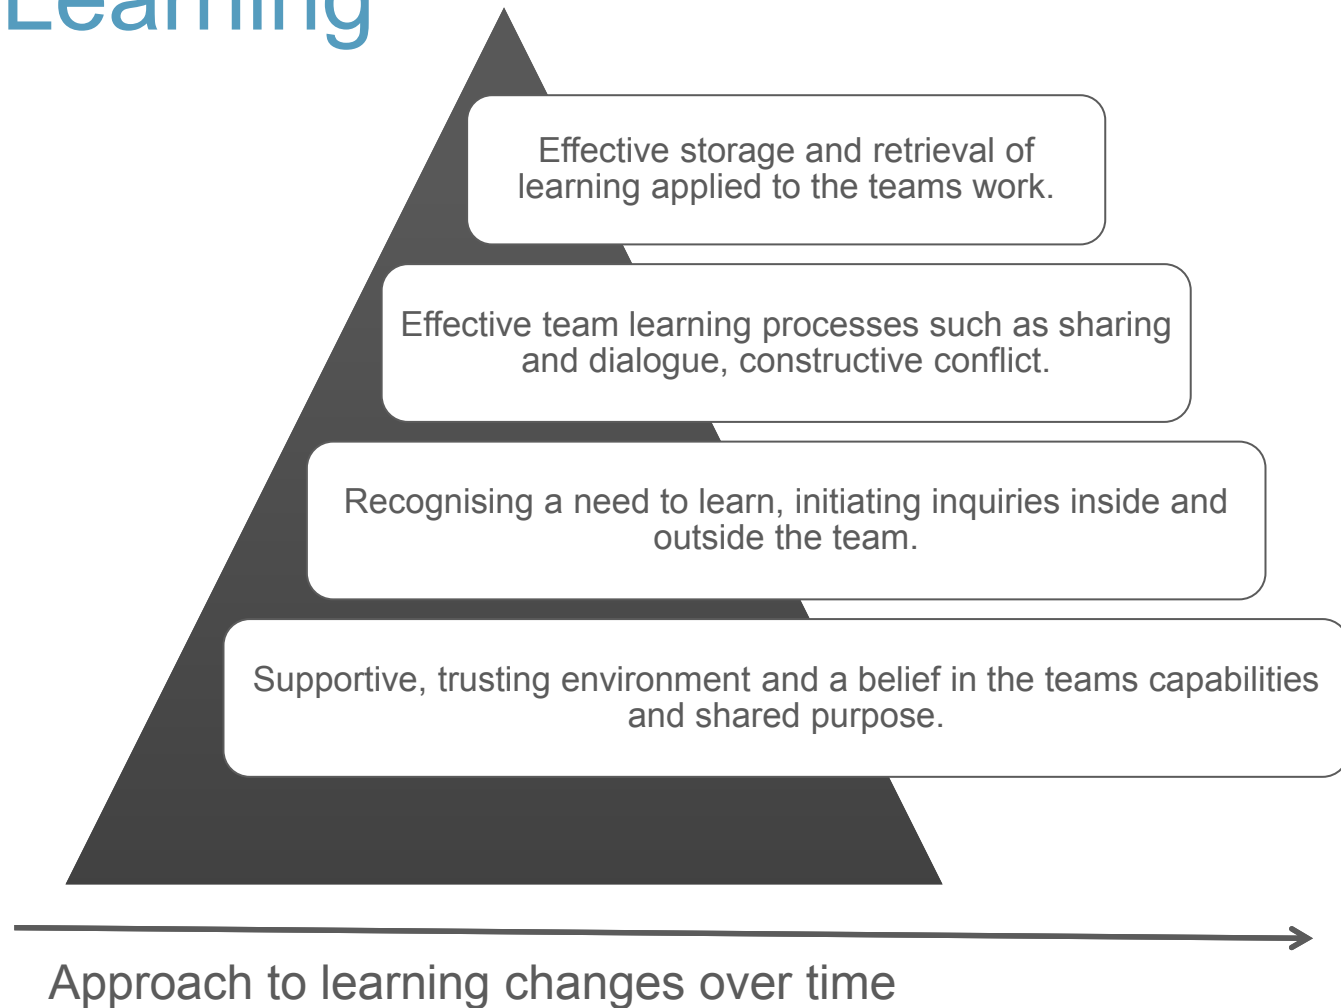 Learning
Effective storage and retrieval of
learning applied to the teams work.
Effective team learning processes such as sharing
and dialogue, constructive conflict.
Recognising a need to learn, initiating inquiries inside and
outside the team.
Supportive, trusting environment and a belief in the teams capabilities
and shared purpose.
Approach to learning changes over time